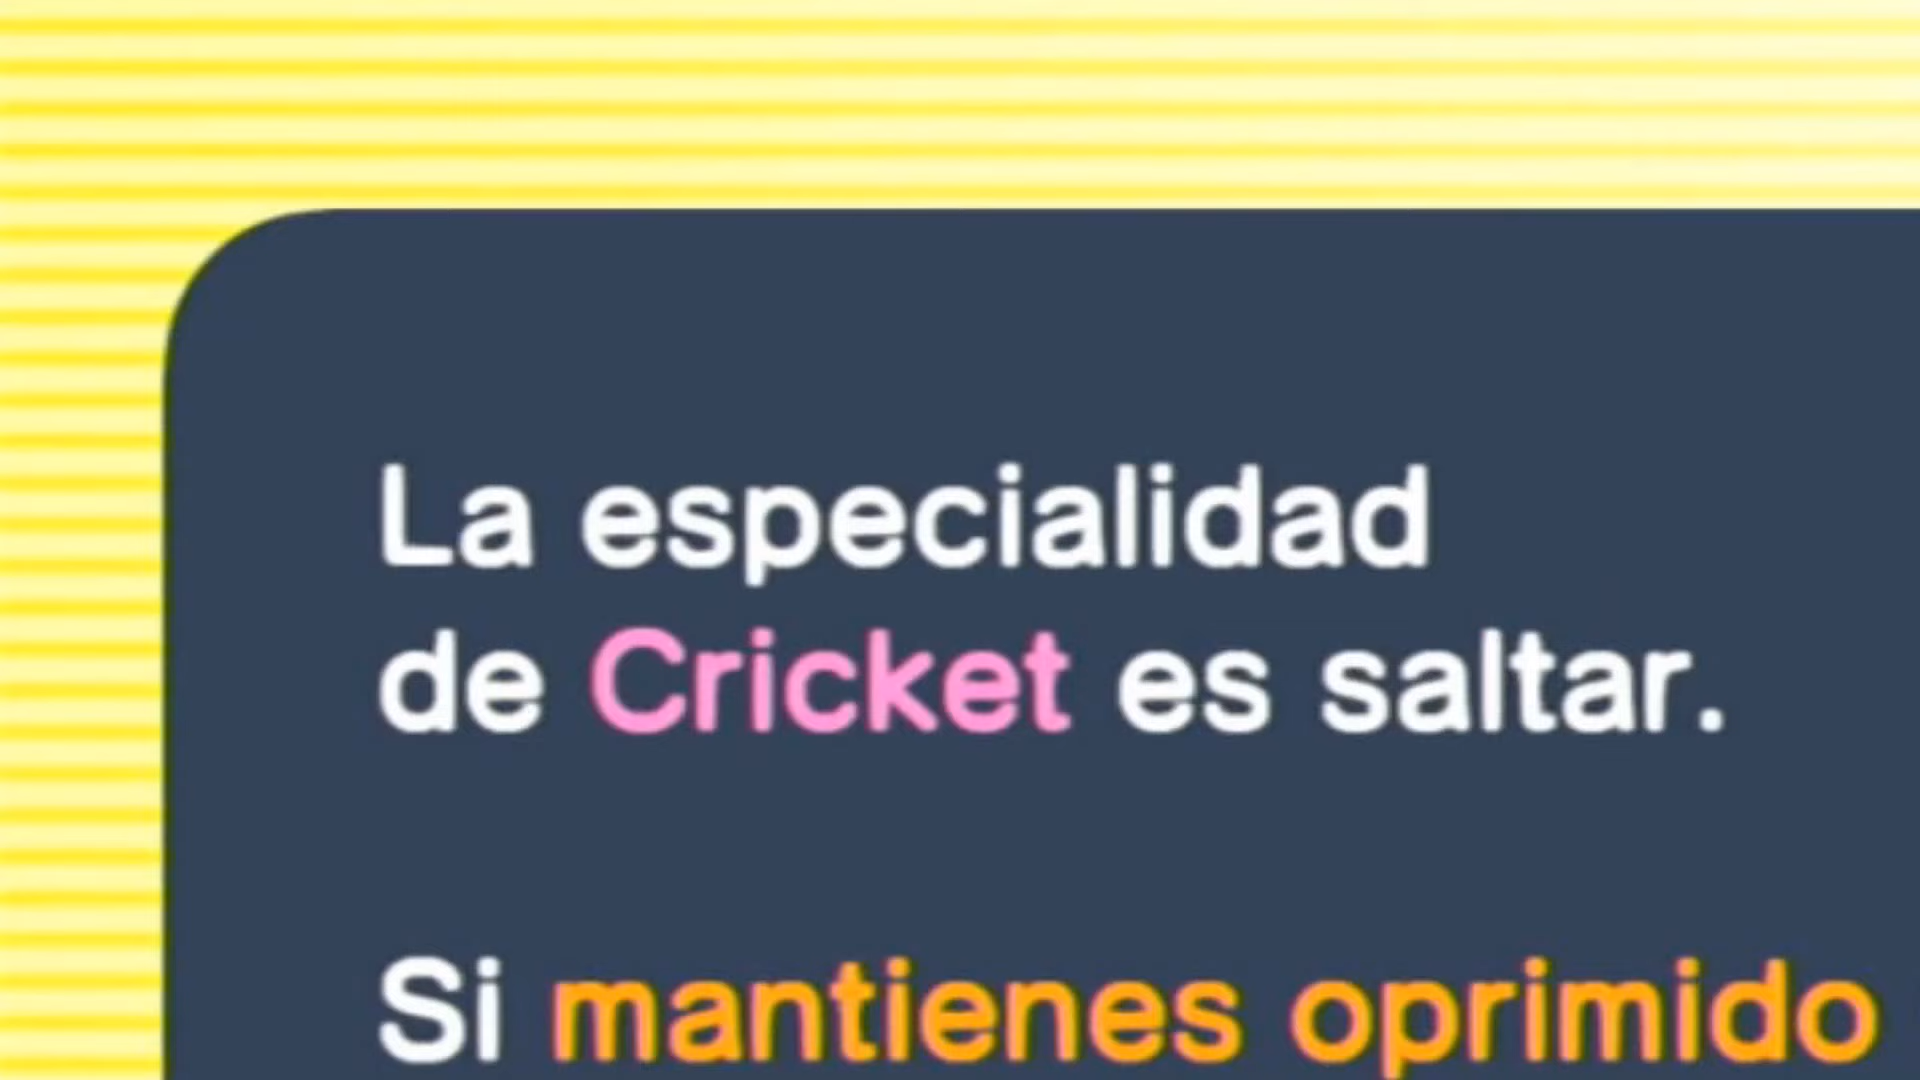 La especialidad
de Cricket es saltar.
Si mantienes oprimido